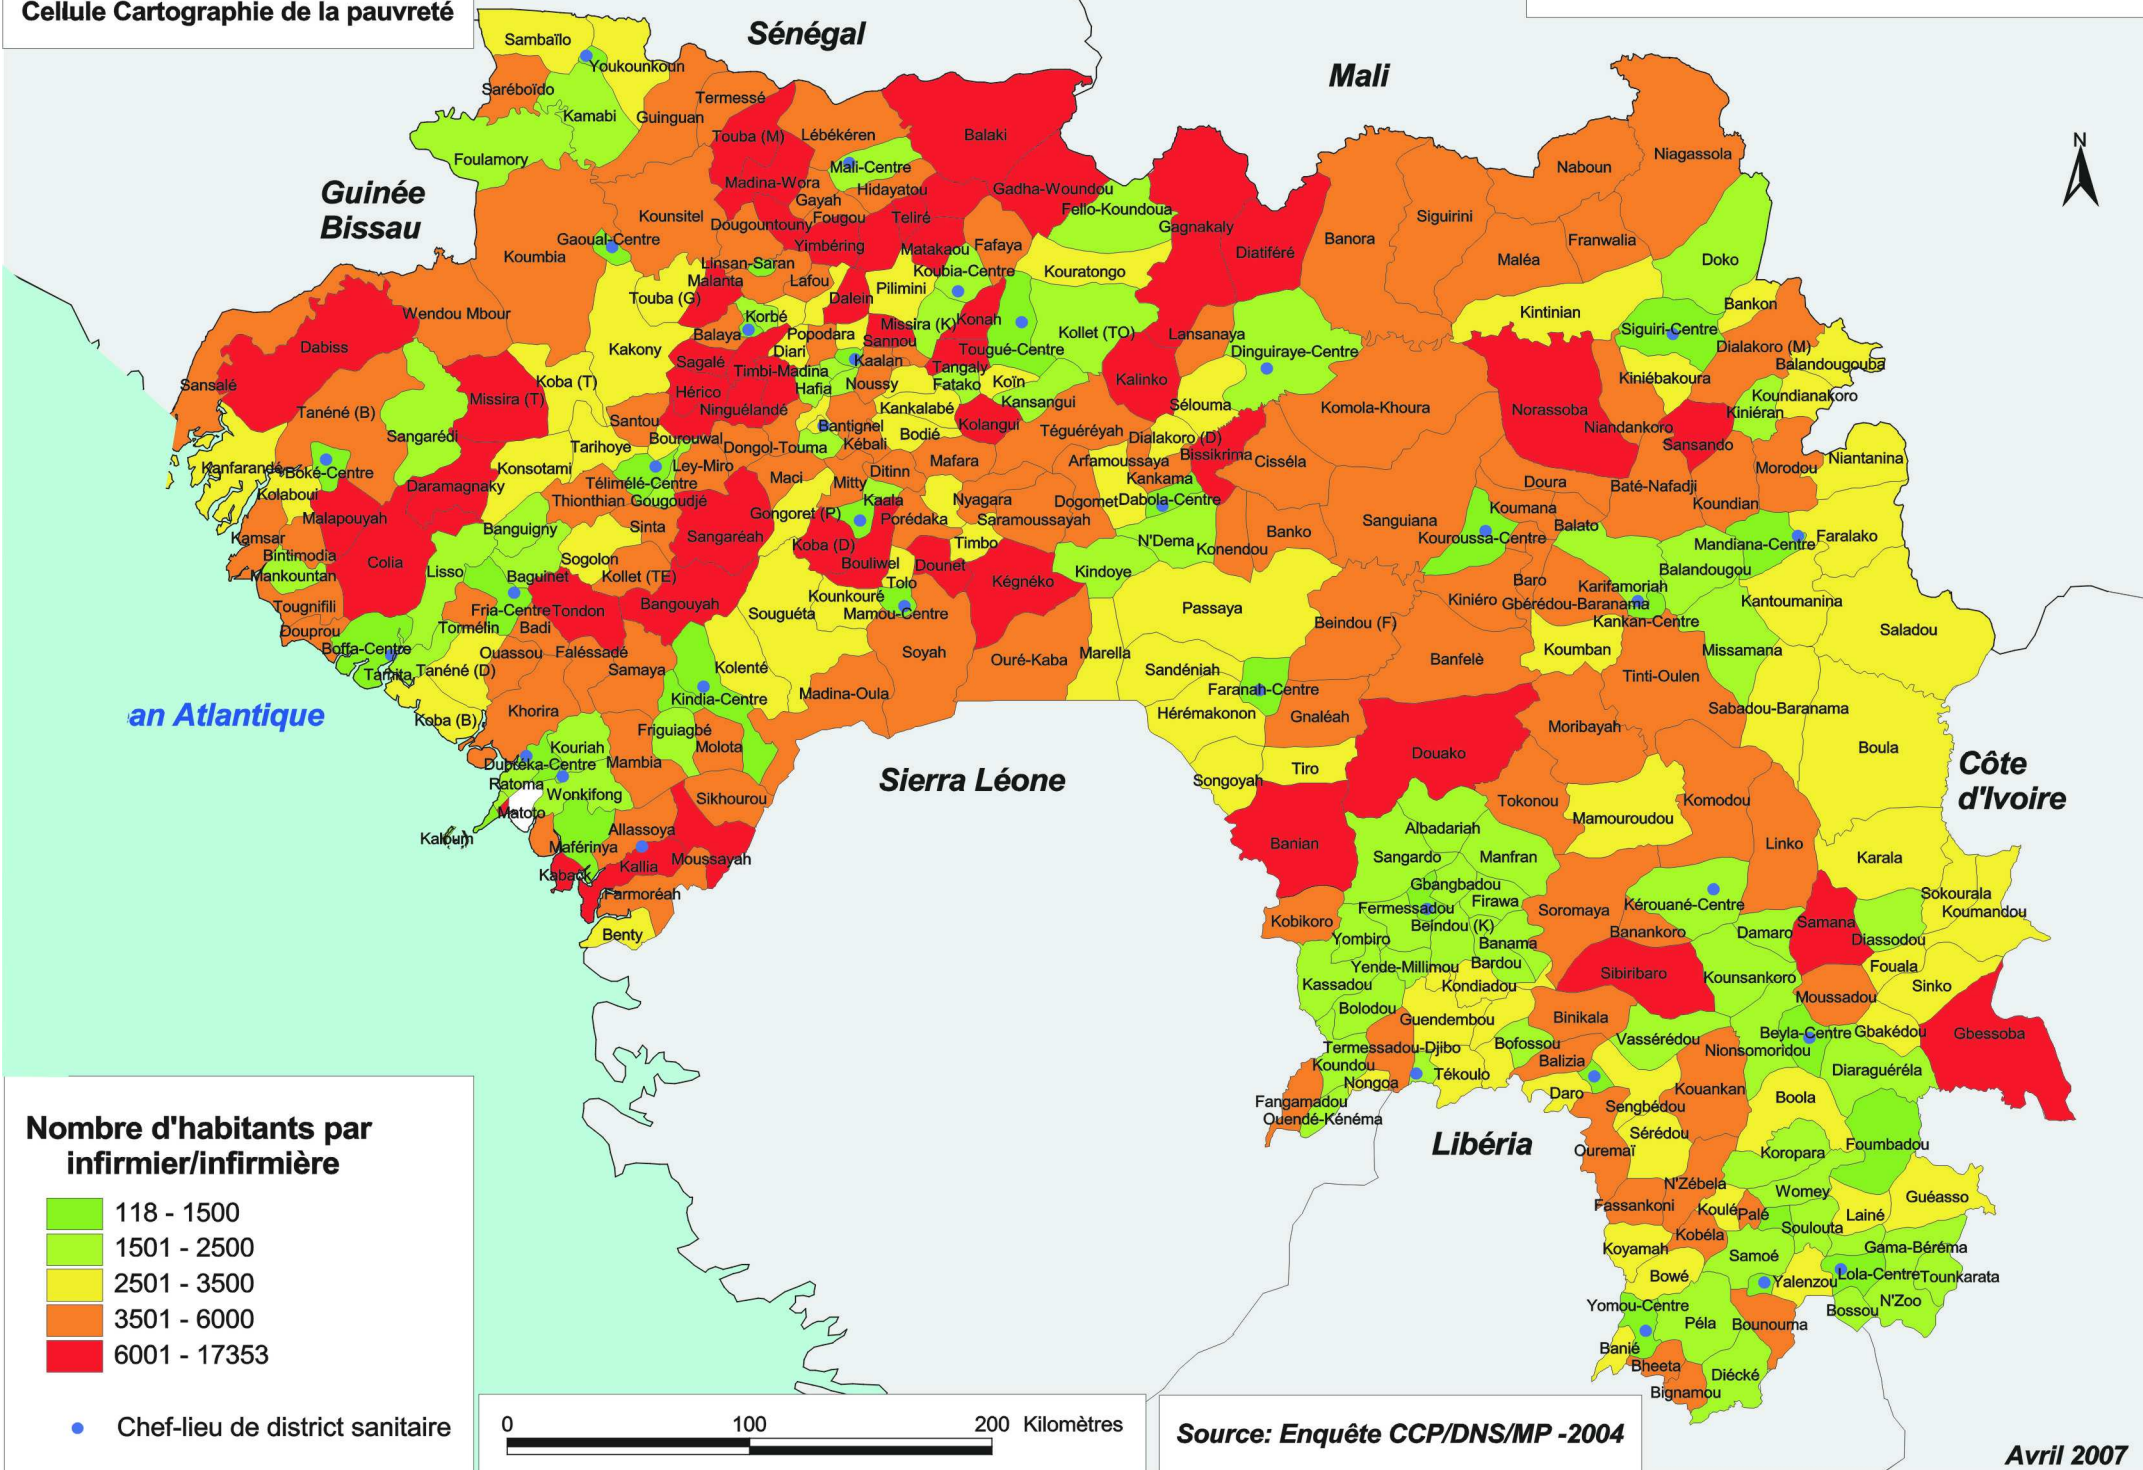 Cellule Cartographie de la pauvreté
Sénégal
Mali
Guinée
Bissau
N
Sambaïlo
Youkounkoun
Saréboïdo
Kamabi
Foulamory
Termessé
Guinguan
Touba (M)
Lébékéren
Balaki
Mali-Centre
Madina-Wora
Hidayatou
Gadha-Woundou
Gayah
Fello-Koundoua
Kounsitel
Dougountouny
Fougou
Teliré
Gagnakaly
Yimbéring
Matakaou
Fafaya
Diatiféré
Banora
Siguirini
Naboun
Niagassola
Franwalia
Maléa
Doko
Gaoual-Centre
Koumbia
Linsan-Saran
Malanta
Lafou
Koubia-Centre
Kouratongo
Touba (G)
Dalein
Pilimini
Kintinian
Bankon
Wendou Mbour
Korbé
Balaya
Popodara
Missira (K)
Konah
Kollet (TO)
Lansanaya
Siguiri-Centre
Dabiss
Kakony
Diari
Sannou
Tougué-Centre
Dinguiraye-Centre
Dialakoro (M)
Balandougouba
Sagalé
Timbi-Madina
Kaalan
Tangaly
Sansalé
Koba (T)
Hérico
Hafia
Noussy
Fatako
Koïn
Kalinko
Kiniébakoura
Koundianakoro
Missira (T)
Ninguélandé
Kankalabé
Kansangui
Sélouma
Komola-Khoura
Norassoba
Kiniéran
Tanéné (B)
Santou
Bantignel
Kolangui
Niandankoro
Sangarédi
Tarihoye
Bourouwal
Dongol-Touma
Kébali
Bodié
Téguéréyah
Dialakoro (D)
Bissikrima
Sansando
Kanfarandé
Boké-Centre
Konsotami
Ley-Miro
Ditinn
Mafara
Arfamoussaya
Cisséla
Morodou
Niantanina
Kolaboui
Daramagnaky
Télimélé-Centre
Maci
Mitty
Kankama
Doura
Baté-Nafadji
Thionthian
Gougoudjé
Kaala
Nyagara
Dogomet
Dabola-Centre
Koundian
Malapouyah
Banguigny
Sinta
Gongoret (P)
Porédaka
Saramoussayah
Sanguiana
Koumana
Balato
Kamsar
Sangaréah
Koba (D)
Timbo
N'Dema
Konendou
Banko
Kouroussa-Centre
Mandiana-Centre
Faralako
Bintimodia
Colia
Sogolon
Bouliwel
Dounet
Mankountan
Lisso
Baguinet
Kollet (TE)
Tolo
Kégnéko
Kindoye
Baro
Karifamoriah
Balandougou
Tougnifili
Fria-Centre
Tondon
Bangouyah
Kounkouré
Souguéta
Mamou-Centre
Passaya
Kiniéro
Gbérédou-Baranama
Kantoumanina
Douprou
Tormélin
Badi
Beindou (F)
Kankan-Centre
Saladou
Boffa-Centre
Ouassou
Faléssadé
Soyah
Ouré-Kaba
Marella
Banfelè
Koumban
Missamana
Tamita
Tanéné (D)
Samaya
Kolenté
Sandéniah
Tinti-Oulen
Kindia-Centre
Madina-Oula
Faranah-Centre
Koba (B)
Khorira
Hérémakonon
Gnaléah
Sabadou-Baranama
an Atlantique
Friguiagbé
Molota
Moribayah
Kouriah
Douako
Boula
Dubréka-Centre
Mambia
Sierra Léone
Songoyah
Tiro
Côte
d'Ivoire
Ratoma
Wonkifong
Sikhourou
Tokonou
Komodou
Matoto
Mamouroudou
Kaloum
Allassoya
Albadariah
Maférinya
Banian
Linko
Karala
Kaback
Kallia
Moussayah
Sangardo
Manfran
Farmoréah
Gbangbadou
Firawa
Sokourala
Benty
Kobikoro
Fermessadou
Soromaya
Kérouané-Centre
Samana
Koumandou
Beindou (K)
Yombiro
Banama
Banankoro
Damaro
Diassodou
Yende-Millimou
Bardou
Sibiribaro
Kounsankoro
Fouala
Kassadou
Kondiadou
Sinko
Bolodou
Moussadou
Guendembou
Binikala
Termessadou-Djibo
Bofossou
Vassérédou
Beyla-Centre
Gbakédou
Gbessoba
Koundou
Balizia
Nionsomoridou
Nongoa
Tékoulo
Diaraguéréla
Fangamadou
Daro
Kouankan
Boola
Ouendé-Kénéma
Sengbédou
Libéria
Sérédou
Foumbadou
Ouremaï
Koropara
N'Zébela
Womey
Guéasso
Fassankoni
Koulé
Palé
Soulouta
Lainé
Kobéla
Koyamah
Samoé
Gama-Béréma
Bowé
Yalenzou
Lola-Centre
Tounkarata
Yomou-Centre
Bossou
N'Zoo
Péla
Bounouma
Banié
Bheeta
Diécké
Bignamou
Nombre d'habitants par
infirmier/infirmière
118 - 1500
1501 - 2500
2501 - 3500
3501 - 6000
6001 - 17353
Chef-lieu de district sanitaire
0 100 200 Kilomètres
Source: Enquête CCP/DNS/MP -2004
Avril 2007